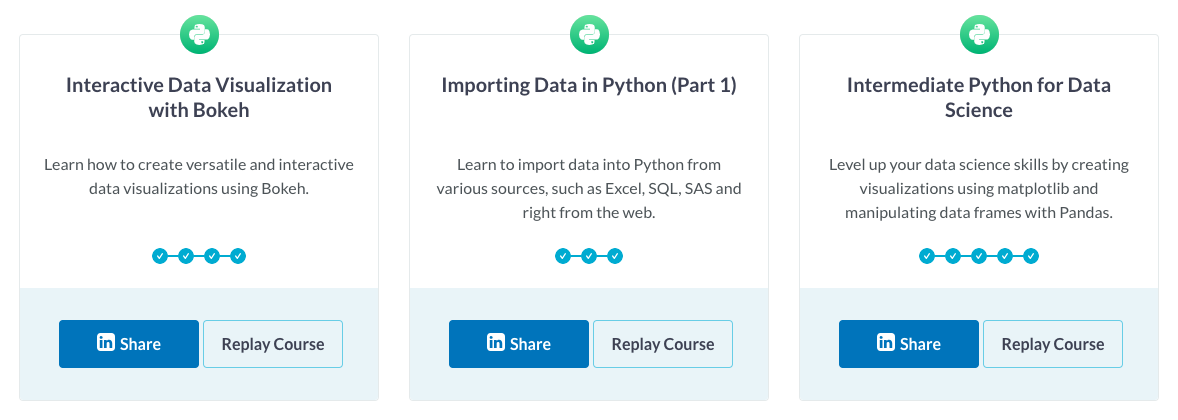 Interactive Data Visualization
with Bokeh
Learn how to create versatile and interactive
data visualizations using Bokeh.
in Share
Replay Course
Importing Data in Python (Part 1)
Learn to import data into Python from
various sources, such as Excel, SQL, SAS and
right from the web.
in Share
Replay Course
Intermediate Python for Data
Science
Level up your data science skills by creating
visualizations using matplotlib and
manipulating data frames with Pandas.
in Share
Replay Course